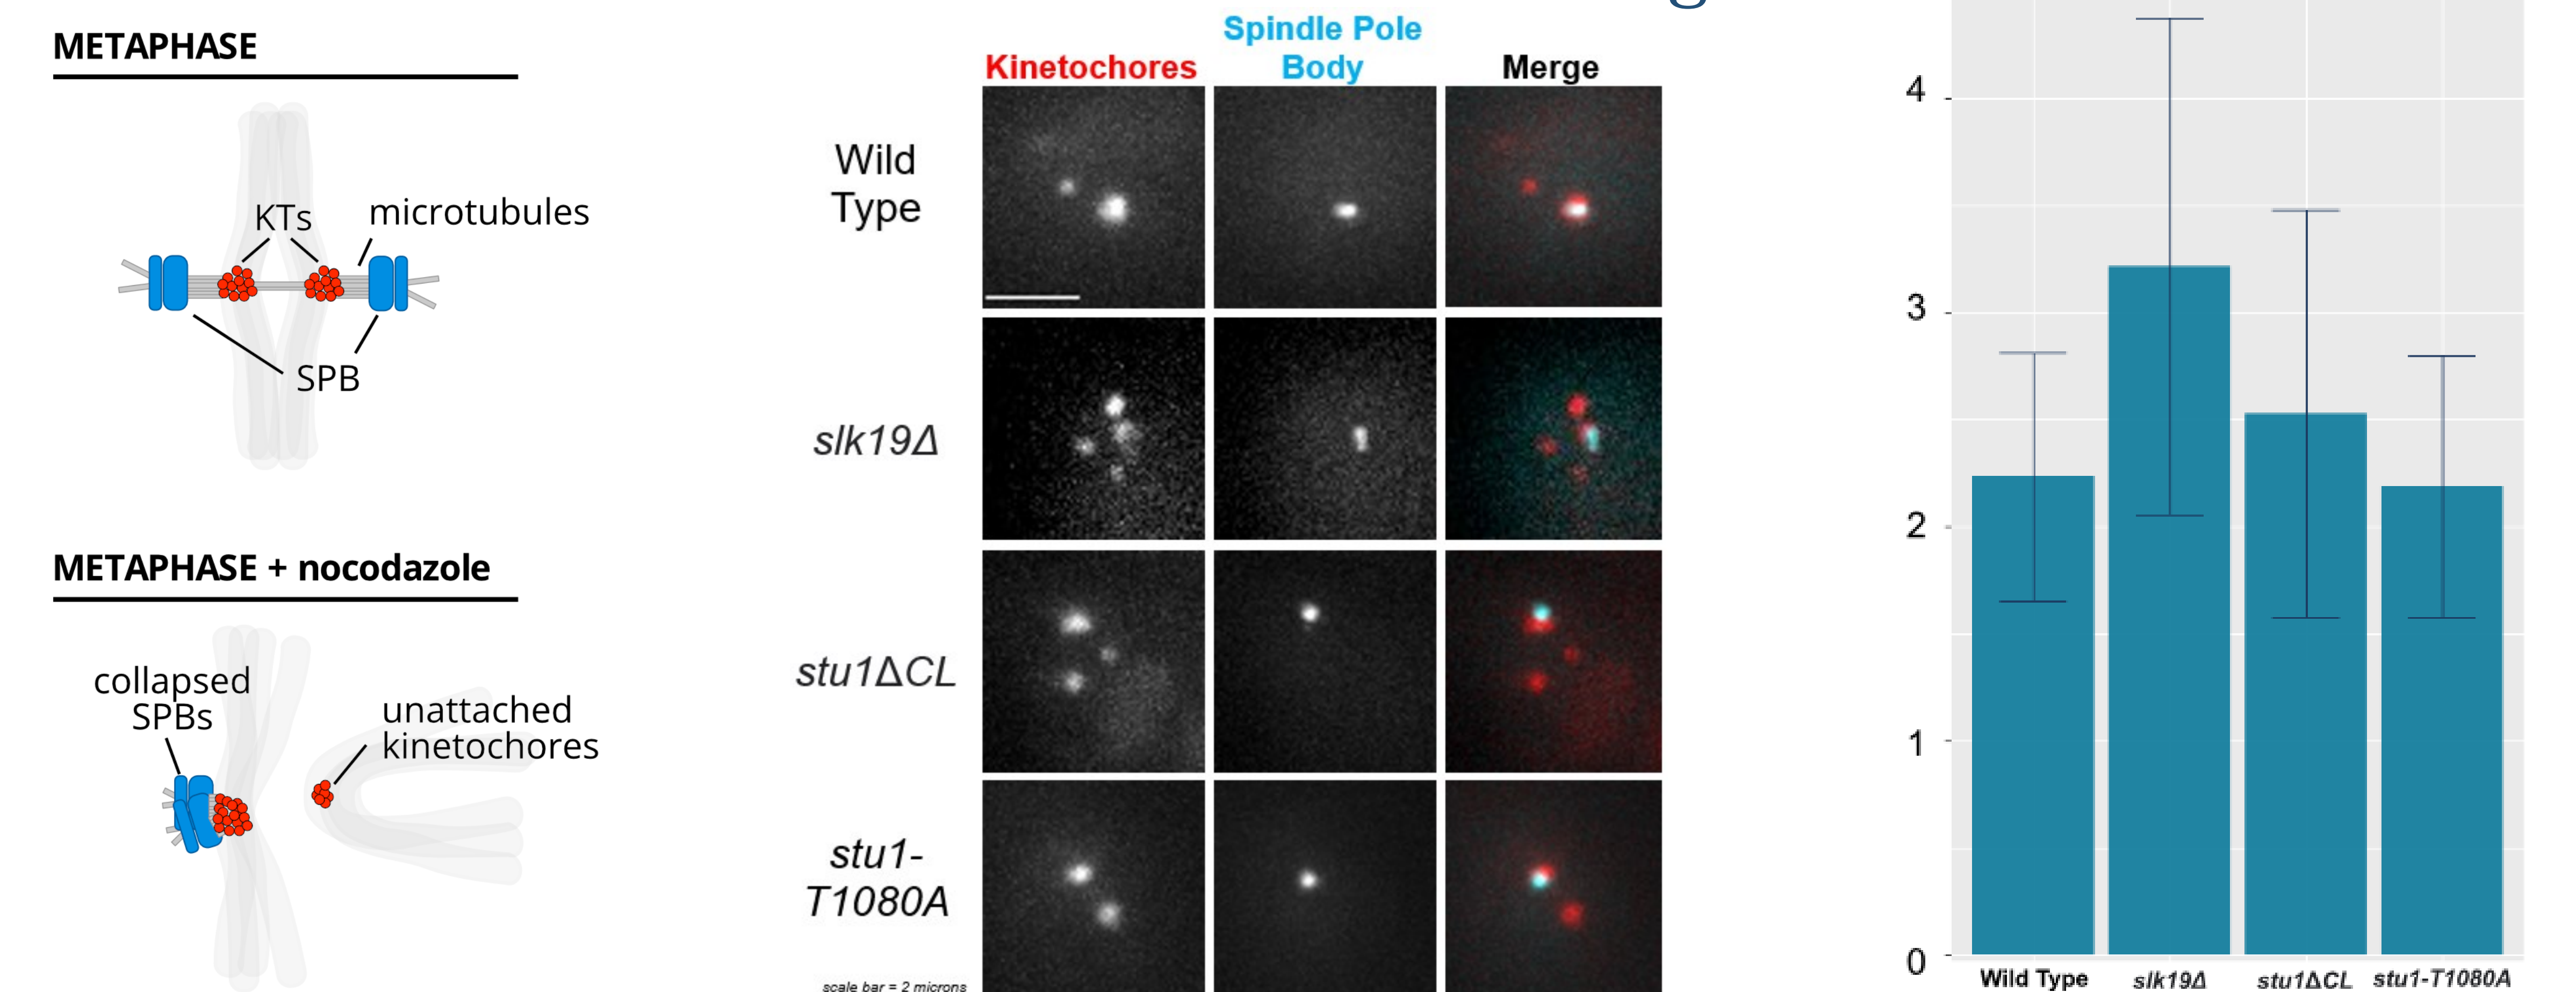 METAPHASE
KTs
microtubules
SPB
METAPHASE + nocodazole
collapsed
SPBs
unattached
kinetochores
Spindle Pole
Kinetochores Body Merge
Wild
Type
slk19Δ
stu1ΔCL
stu1-
T1080A
scale bar = 2 microns
4
3
2
1
0
Wild Type slk19Δ stu1ΔCL stu1-T1080A